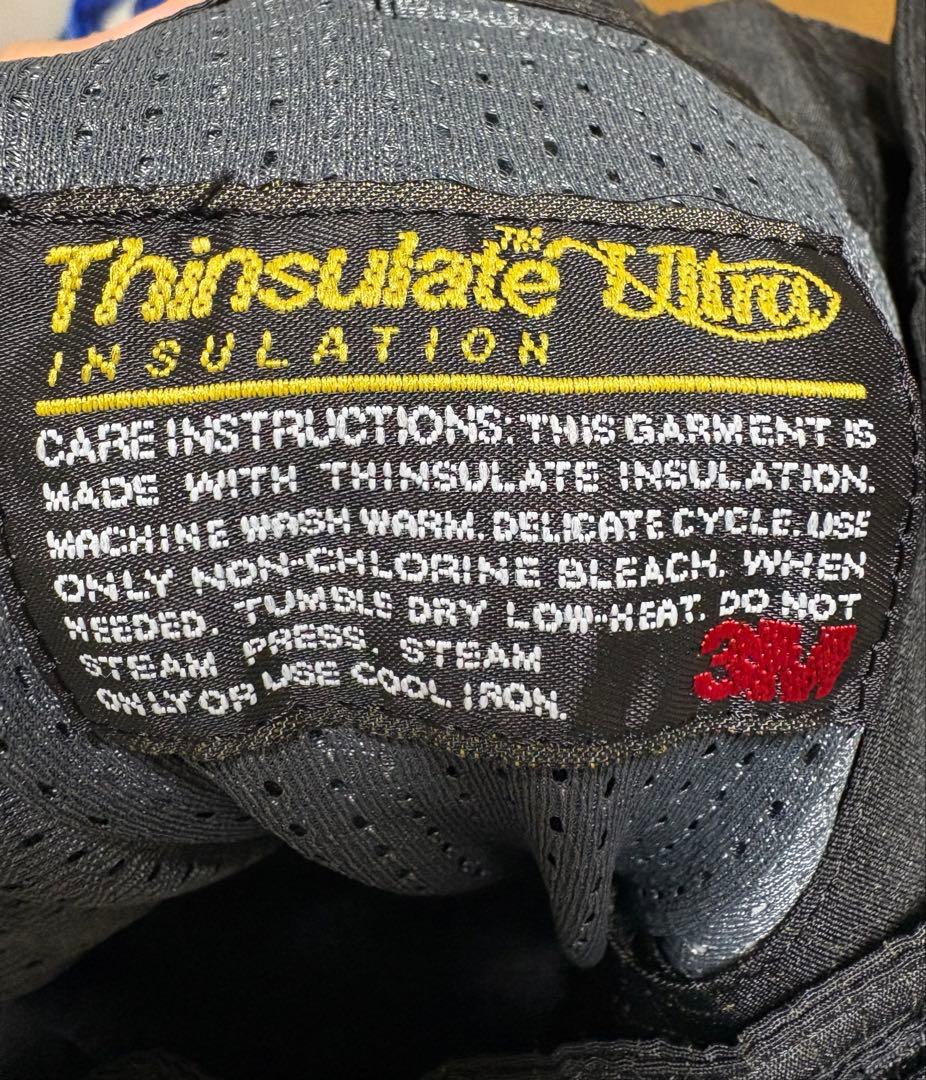 Thinsulate™ Ultra
INSULATION
CARE INSTRUCTIONS: THIS GARMENT IS
MADE WITH THINSULATE INSULATION.
MACHINE WASH WARM. DELICATE CYCLE. USE
ONLY NON-CHLORINE BLEACH. WHEN
NEEDED. TUMBLE DRY LOW-HEAT. DO NOT
STEAM PRESS. STEAM
ONLY OR USE COOL IRON.
3M